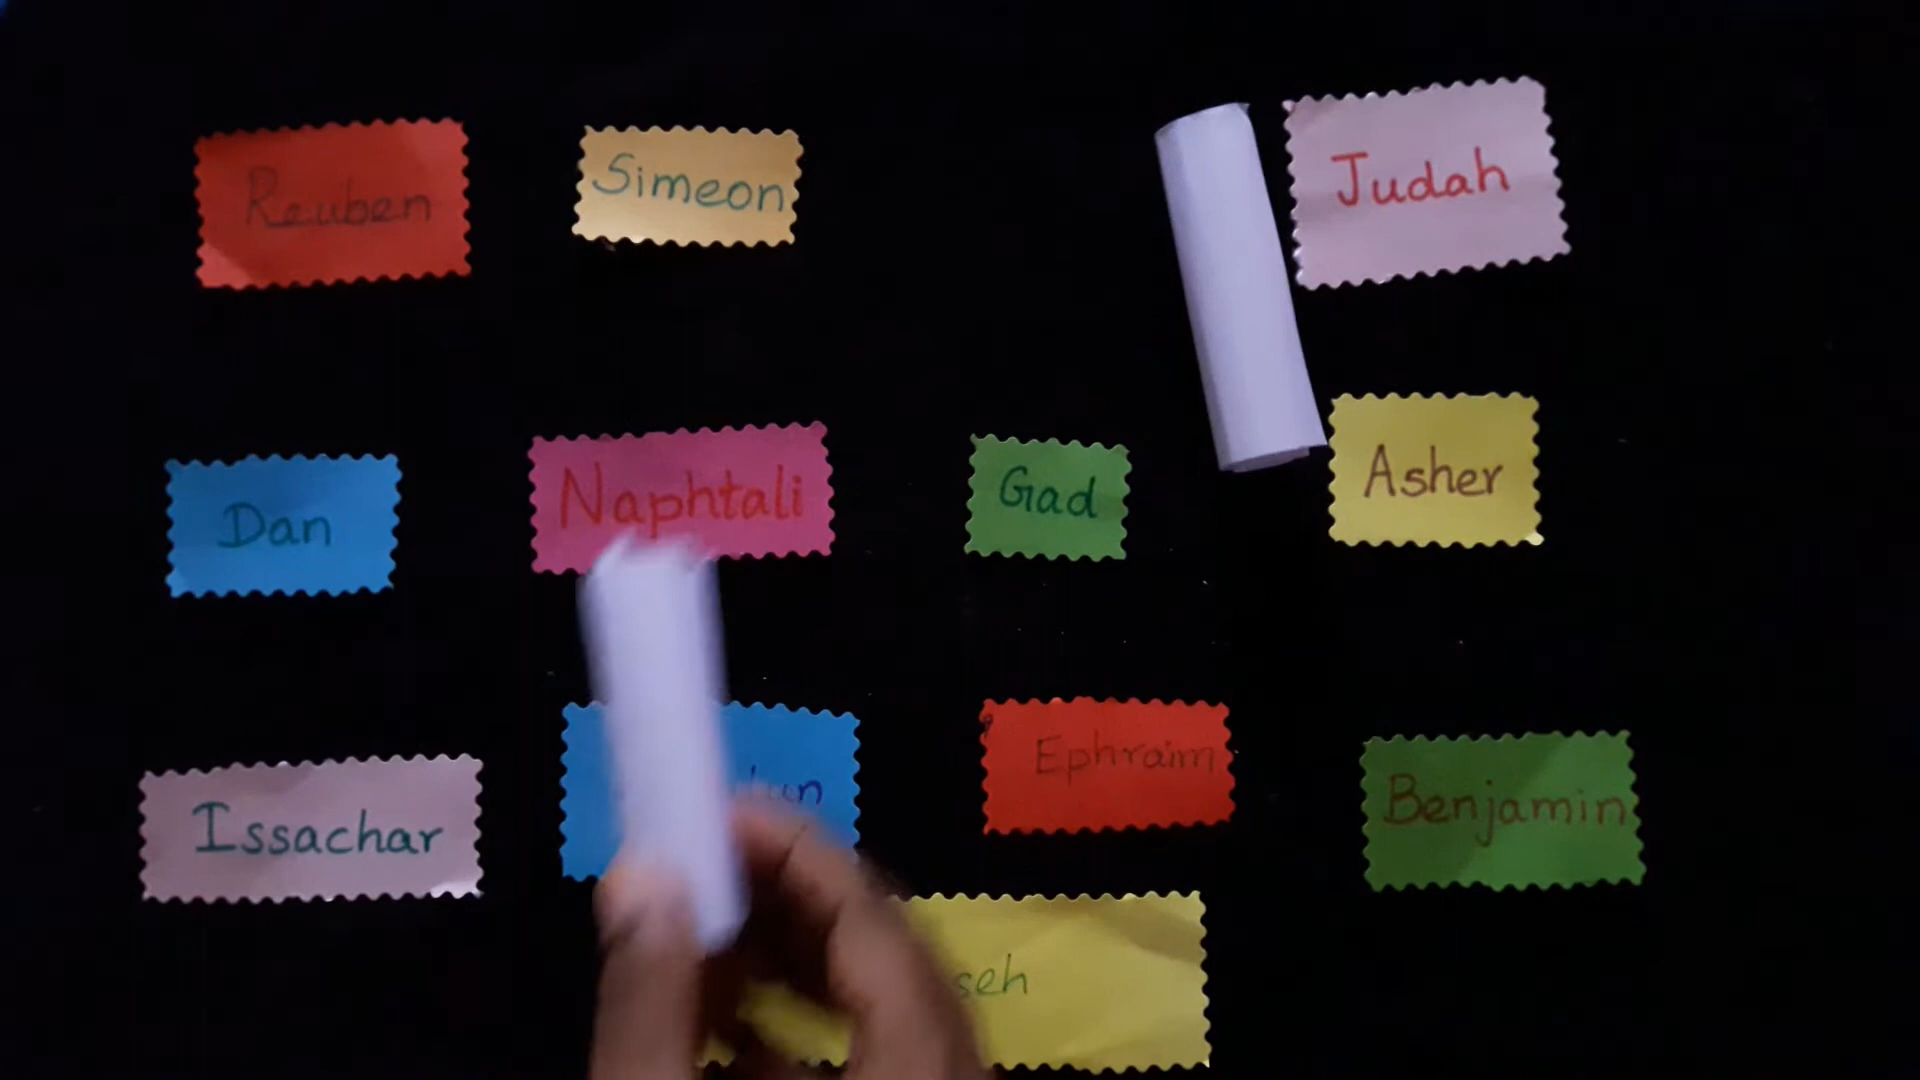 Reuben
Simeon
Judah
Dan
Naphtali
Gad
Asher
Issachar
Ephraim
Benjamin